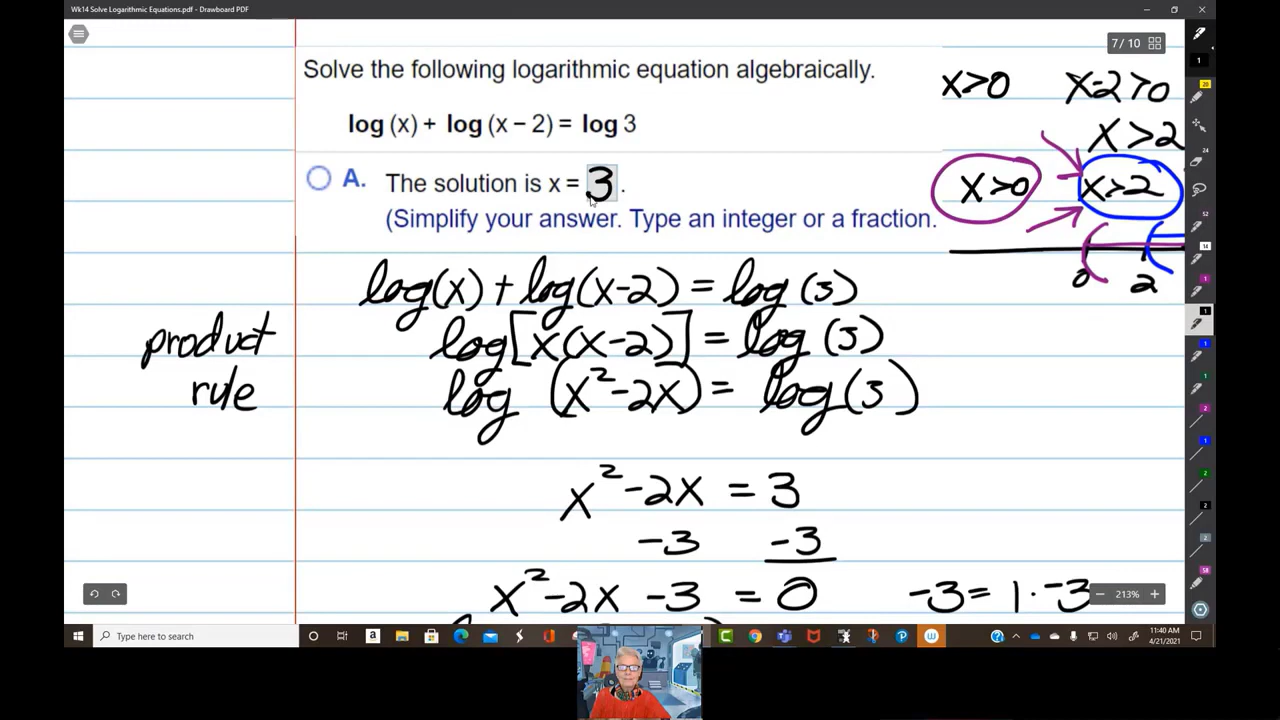 Wk14 Solve Logarithmic Equations.pdf - Drawboard PDF
7 / 10
Solve the following logarithmic equation algebraically.
log (x) + log (x − 2) = log 3
A. The solution is x = 3 .
(Simplify your answer. Type an integer or a fraction.
x>0 x-2>0
x>2
x>0 x>2
0 2
log(x) + log(x-2) = log(3)
product rule
log[x(x-2)] = log(3)
log (x²-2x) = log(3)
x²-2x = 3
-3 -3
x²-2x -3 = 0
-3 = 1 · -3
213%
Type here to search
11:40 AM
4/21/2021